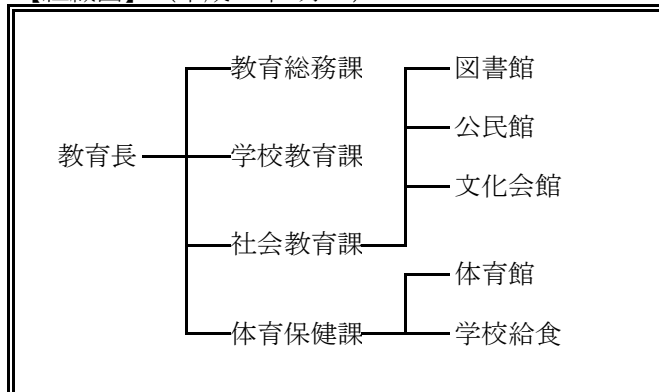 教育総務課 図書館
公民館
教育長 学校教育課
文化会館
社会教育課
体育館
体育保健課 学校給食